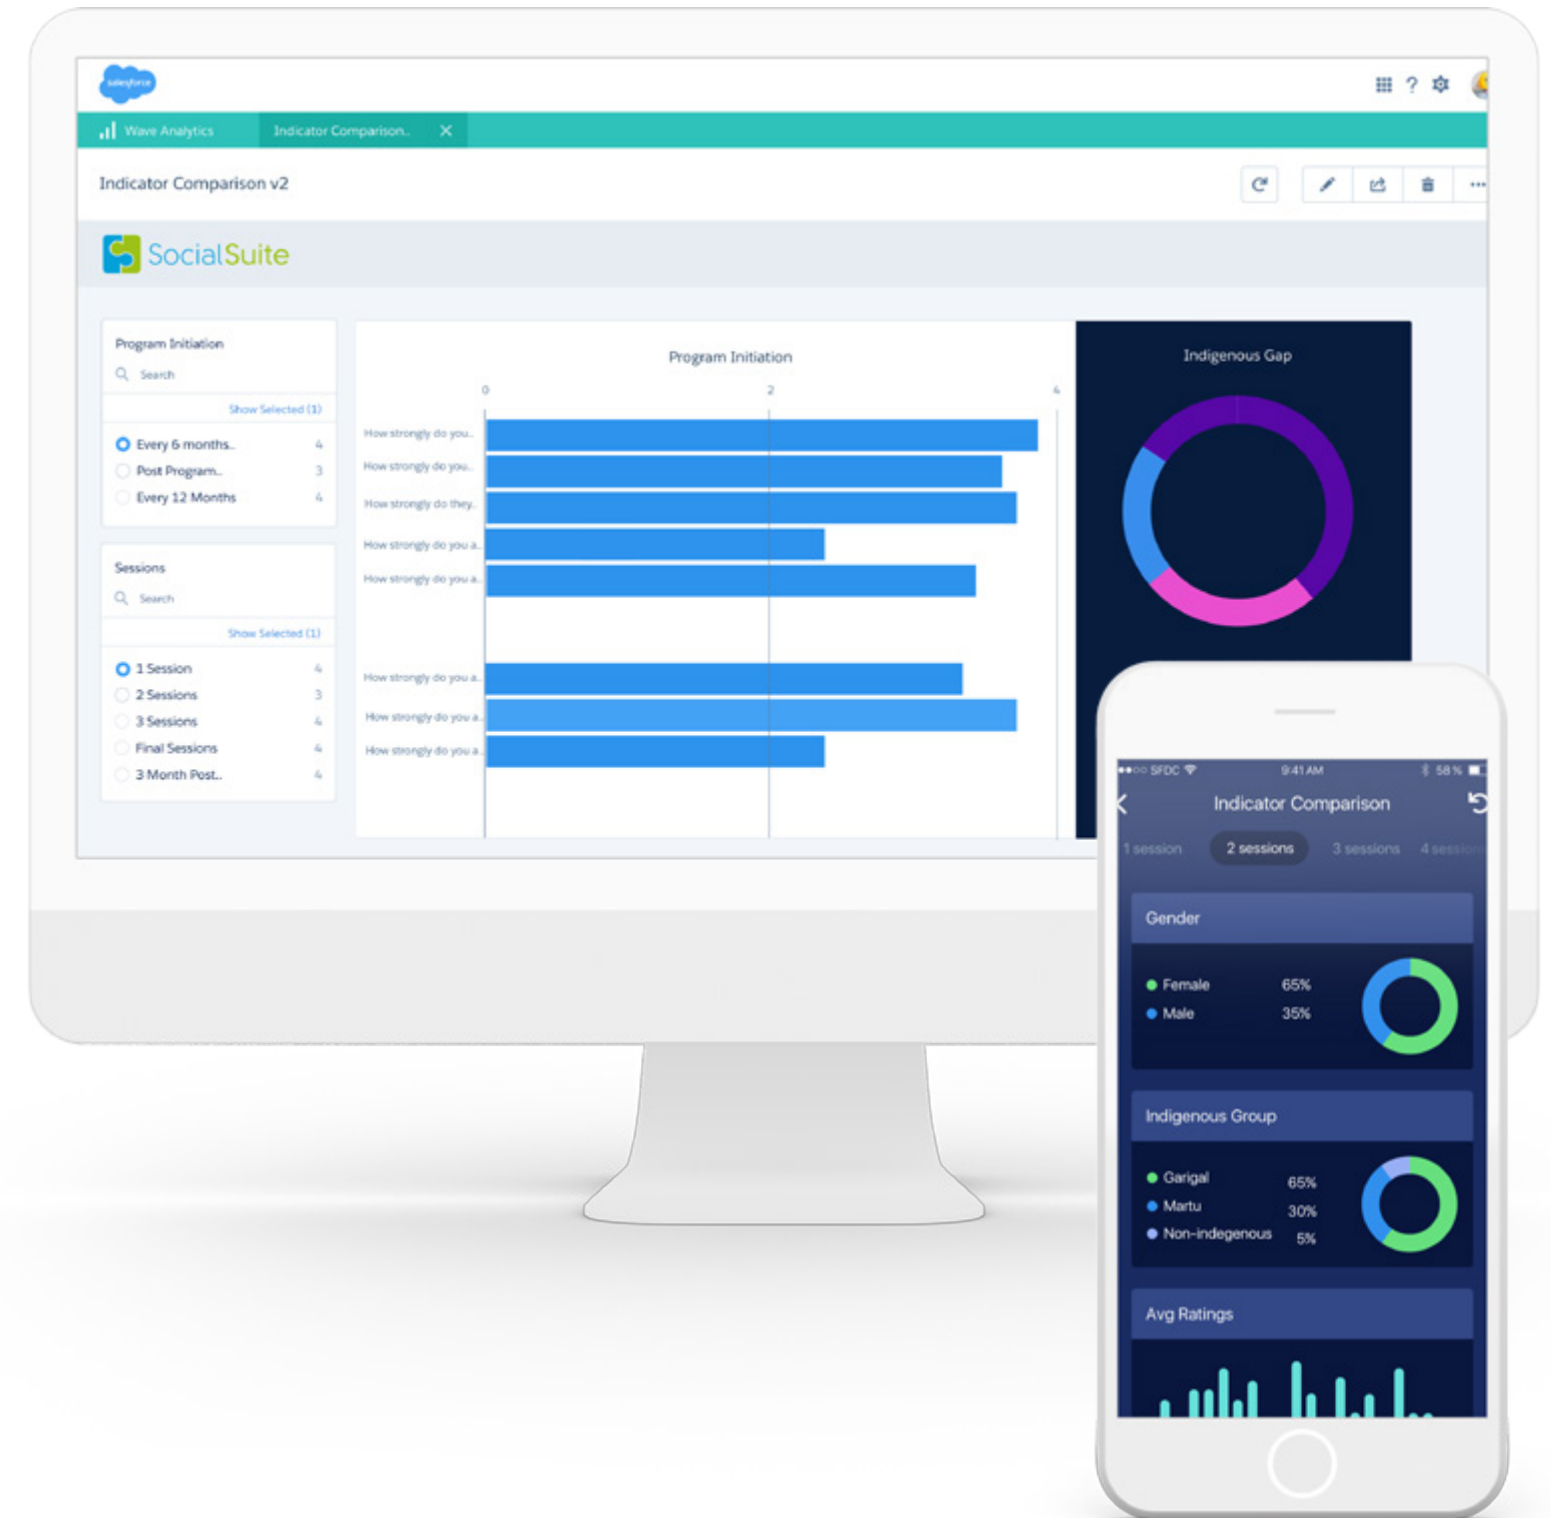 salesforce
?
Wave Analytics
Indicator Comparison..
Indicator Comparison v2
SocialSuite
Program Initiation
Search
Show Selected (1)
Every 6 months.. 4
Post Program.. 3
Every 12 Months 4
Sessions
Search
Show Selected (1)
1 Session 4
2 Sessions 3
3 Sessions 4
Final Sessions 4
3 Month Post.. 4
Program Initiation
0 2 4
How strongly do you..
How strongly do you..
How strongly do they..
How strongly do you a..
How strongly do you a..
How strongly do you a..
How strongly do you a..
How strongly do you a..
Indigenous Gap
SFDC 9:41 AM 58%
Indicator Comparison
1 session 2 sessions 3 sessions 4 session
Gender
Female 65%
Male 35%
Indigenous Group
Garigal 65%
Martu 30%
Non-indegenous 5%
Avg Ratings